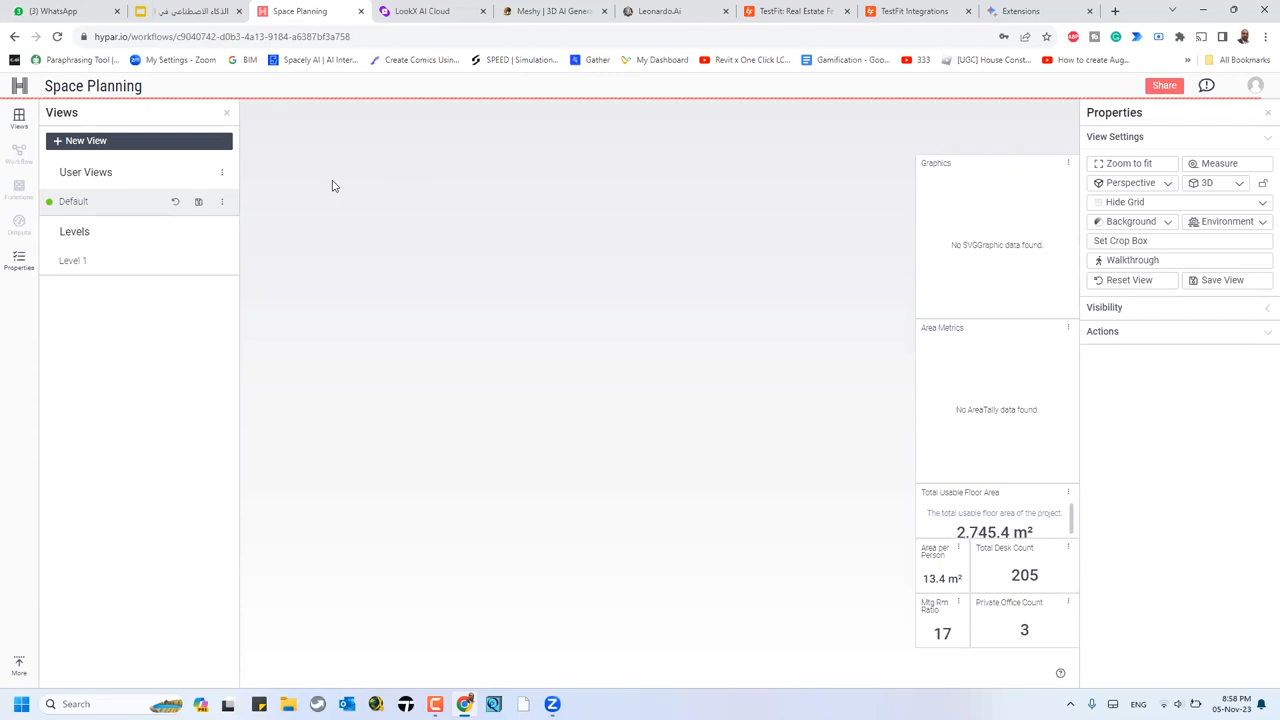 (3) WhatsApp
الذكاء الاصطناعي في
Space Planning
LookX AI Cloud
Meshy | 3D AI Gener
Leonardo.Ai
TestFit: Real Estate Fe
TestFit Integrations
Extensions
hypar.io/workflows/c9040742-d0b3-4a13-9184-a6387bf3a758
Paraphrasing Tool |...
My Settings - Zoom
BIM
Spacely AI | AI Inter...
Create Comics Using...
SPEED | Simulation...
Gather
My Dashboard
Revit x One Click LC...
Gamification - Goo...
333
[UGC] House Const...
How to create Aug...
»
All Bookmarks
Space Planning
Share
Views
Workflow
Functions
Outputs
Properties
More
Views
+ New View
User Views
Default
Levels
Level 1
Graphics
No SVGGraphic data found.
Area Metrics
No AreaTally data found.
Total Usable Floor Area
The total usable floor area of the project.
2,745.4 m²
Area per Person
13.4 m²
Total Desk Count
205
Mtg Rm Ratio
17
Private Office Count
3
Properties
View Settings
Zoom to fit
Measure
Perspective
3D
Hide Grid
Background
Environment
Set Crop Box
Walkthrough
Reset View
Save View
Visibility
Actions
Search
ENG
8:58 PM
05-Nov-23